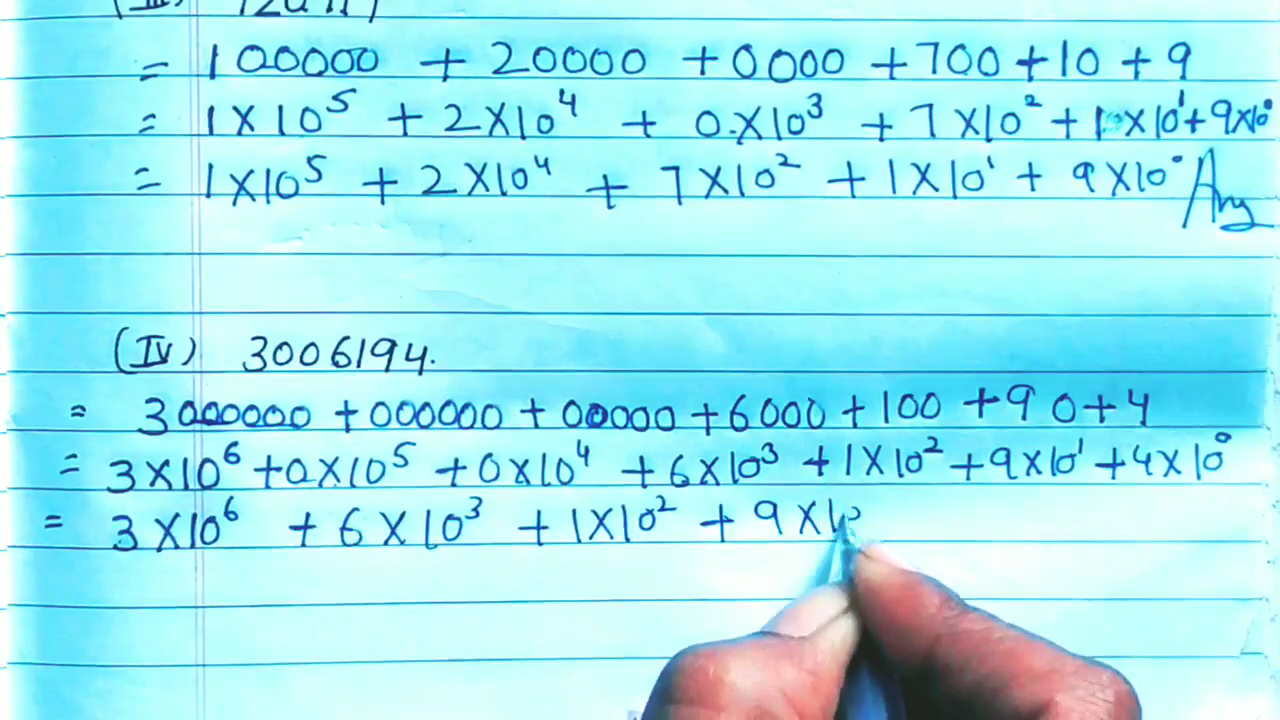 = 100000 + 20000 + 0000 + 700 + 10 + 9
= 1×10⁵ + 2×10⁴ + 0×10³ + 7×10² + 1×10¹ + 9×10⁰
= 1×10⁵ + 2×10⁴ + 7×10² + 1×10¹ + 9×10⁰ Ans
(IV) 3006194.
= 3000000 + 000000 + 00000 + 6000 + 100 + 90 + 4
= 3×10⁶ + 0×10⁵ + 0×10⁴ + 6×10³ + 1×10² + 9×10¹ + 4×10⁰
= 3×10⁶ + 6×10³ + 1×10² + 9×10